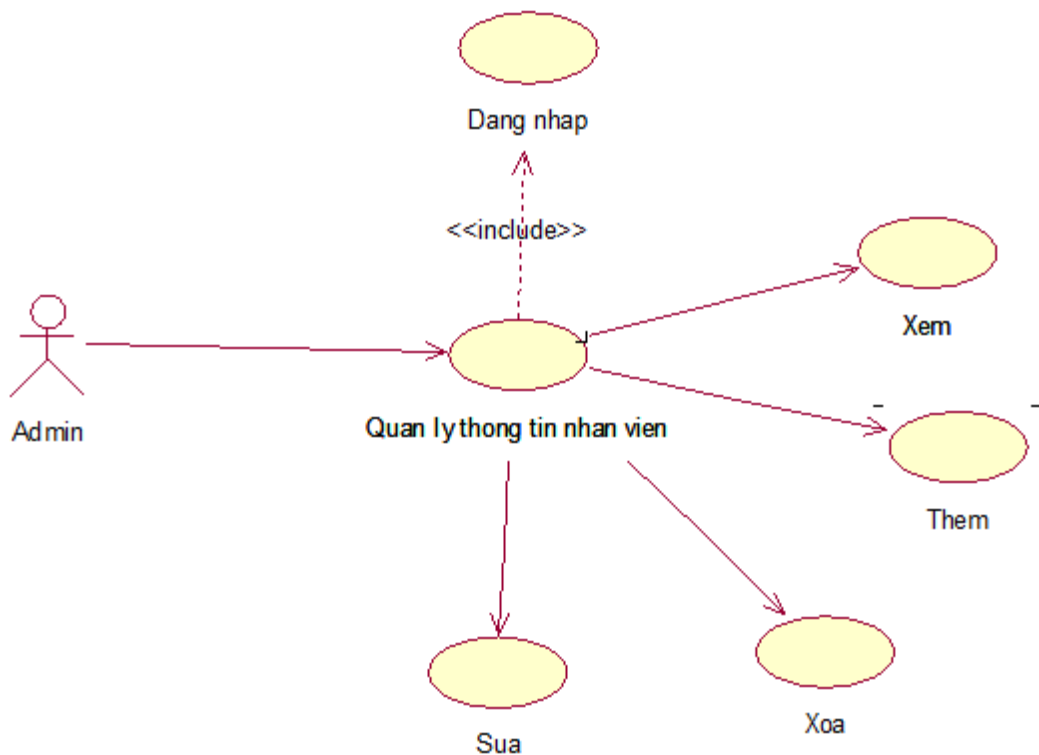 Dang nhap
<<include>>
Xem
Admin
Quan ly thong tin nhan vien
Them
Sua
Xoa